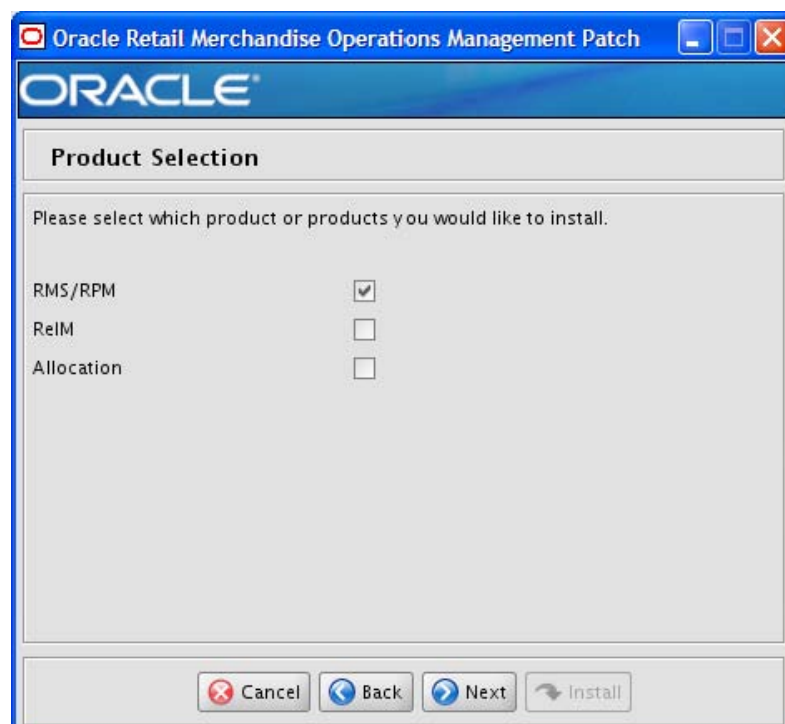 Oracle Retail Merchandise Operations Management Patch
ORACLE
Product Selection
Please select which product or products you would like to install.
RMS/RPM
ReIM
Allocation
Cancel
Back
Next
Install